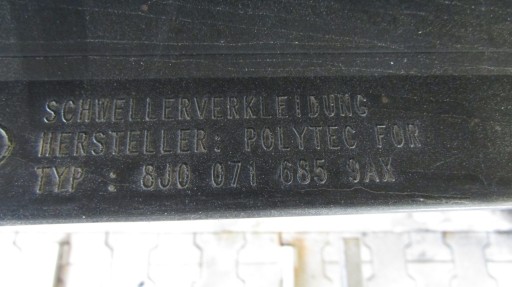 SCHWELLERVERKLEIDUNG
HERSTELLER: POLYTEC FOR
TYP : 8J0 071 685 9AX